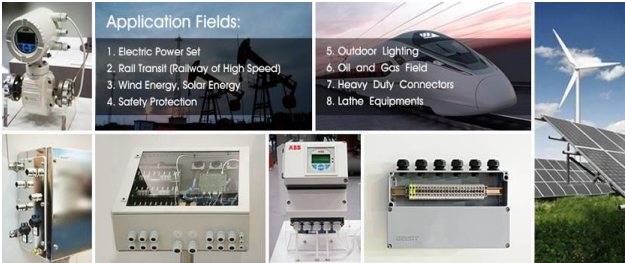 Application Fields:
1. Electric Power Set
2. Rail Transit (Railway of High Speed)
3. Wind Energy, Solar Energy
4. Safety Protection
5. Outdoor Lighting
6. Oil and Gas Field
7. Heavy Duty Connectors
8. Lathe Equipments
ABB